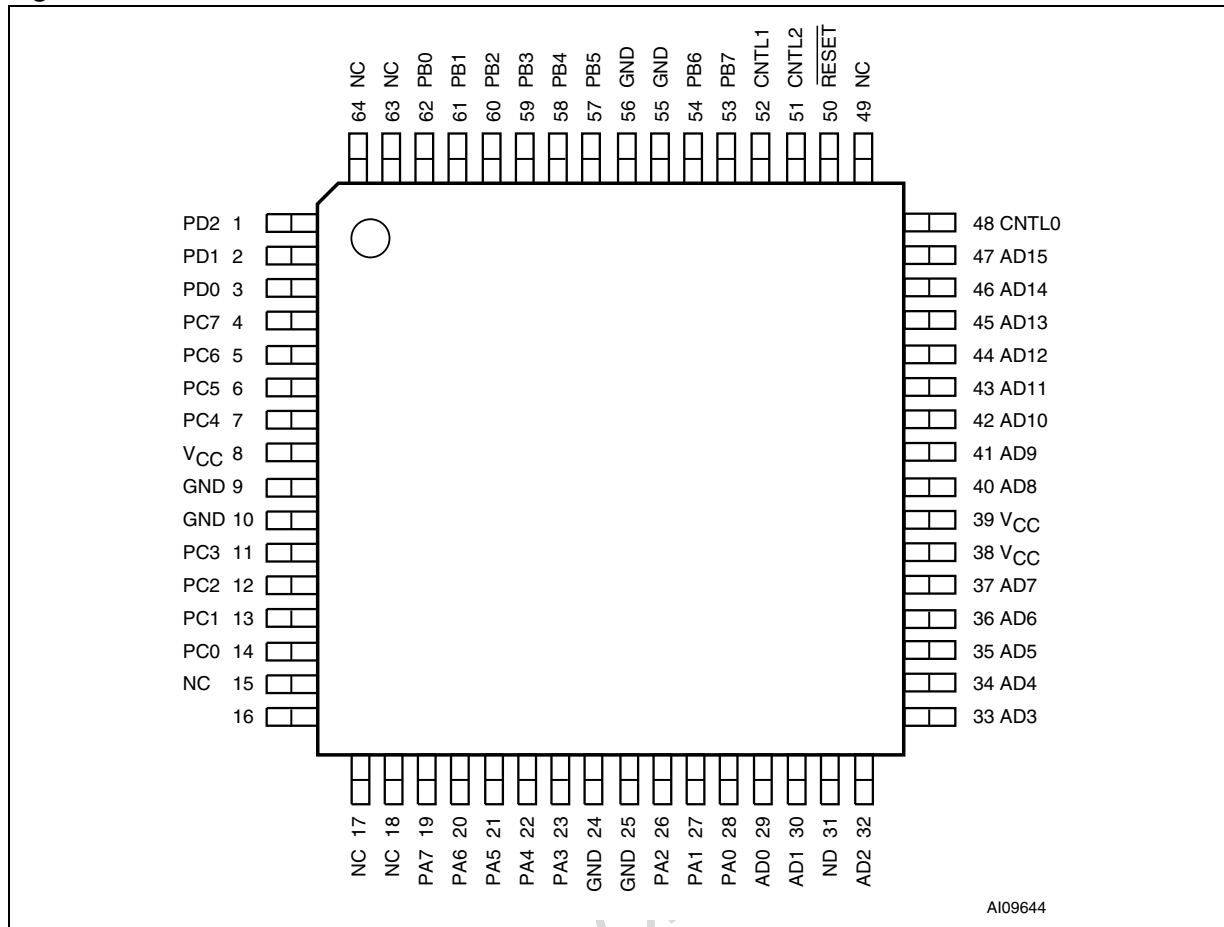 64 NC
63 NC
62 PB0
61 PB1
60 PB2
59 PB3
58 PB4
57 PB5
56 GND
55 GND
54 PB6
53 PB7
52 CNTL1
51 CNTL2
50 RESET
49 NC
PD2 1
PD1 2
PD0 3
PC7 4
PC6 5
PC5 6
PC4 7
VCC 8
GND 9
GND 10
PC3 11
PC2 12
PC1 13
PC0 14
NC 15
16
48 CNTL0
47 AD15
46 AD14
45 AD13
44 AD12
43 AD11
42 AD10
41 AD9
40 AD8
39 VCC
38 VCC
37 AD7
36 AD6
35 AD5
34 AD4
33 AD3
NC 17
NC 18
PA7 19
PA6 20
PA5 21
PA4 22
PA3 23
GND 24
GND 25
PA2 26
PA1 27
PA0 28
AD0 29
AD1 30
ND 31
AD2 32
AI09644